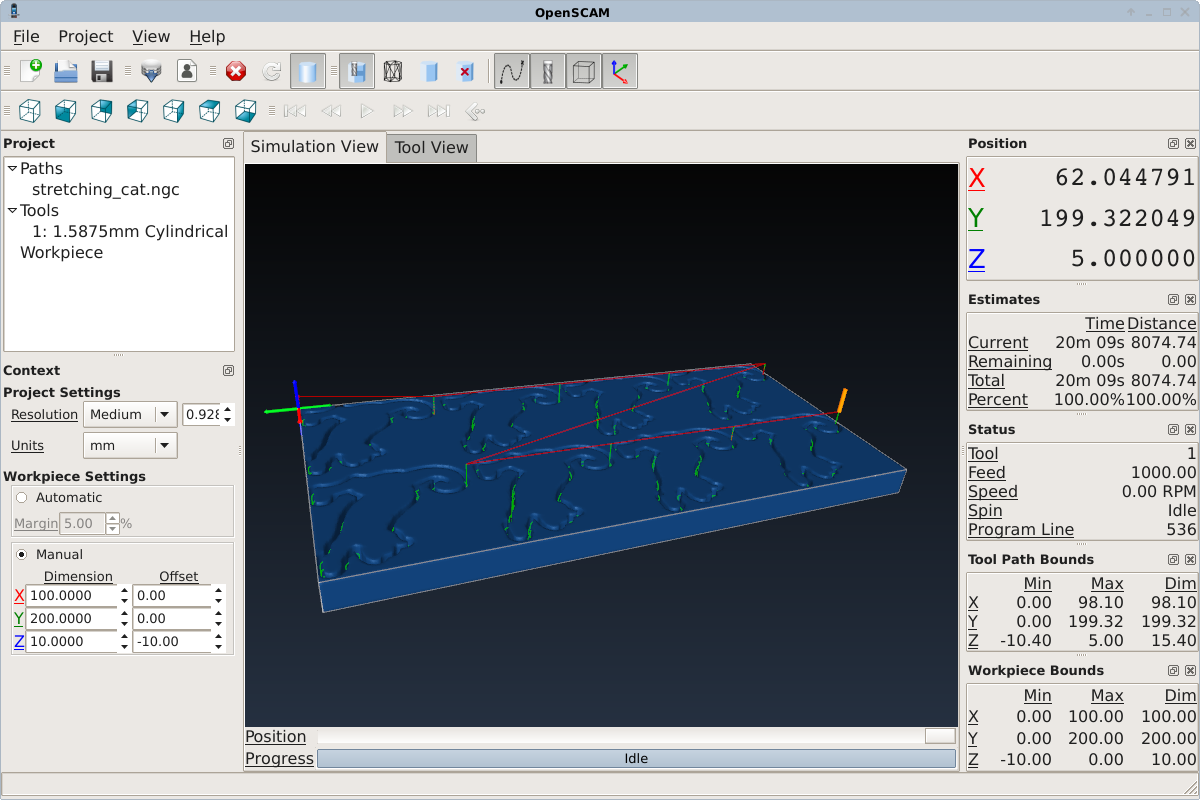 OpenSCAM
File Project View Help
Project
Paths
stretching_cat.ngc
Tools
1: 1.5875mm Cylindrical
Workpiece
Context
Project Settings
Resolution Medium
Units mm
Workpiece Settings
Automatic
Margin 5.00 %
Manual
Dimension Offset
X 100.0000 0.00
Y 200.0000 0.00
Z 10.0000 -10.00
Simulation View Tool View
Position
Progress Idle
Position
X 62.044791
Y 199.322049
Z 5.000000
Estimates
Time Distance
Current 20m 09s 8074.74
Remaining 0.00s 0.00
Total 20m 09s 8074.74
Percent 100.00% 100.00%
Status
Tool 1
Feed 1000.00
Speed 0.00 RPM
Spin Idle
Program Line 536
Tool Path Bounds
Min Max Dim
X 0.00 98.10 98.10
Y 0.00 199.32 199.32
Z -10.40 5.00 15.40
Workpiece Bounds
Min Max Dim
X 0.00 100.00 100.00
Y 0.00 200.00 200.00
Z -10.00 0.00 10.00